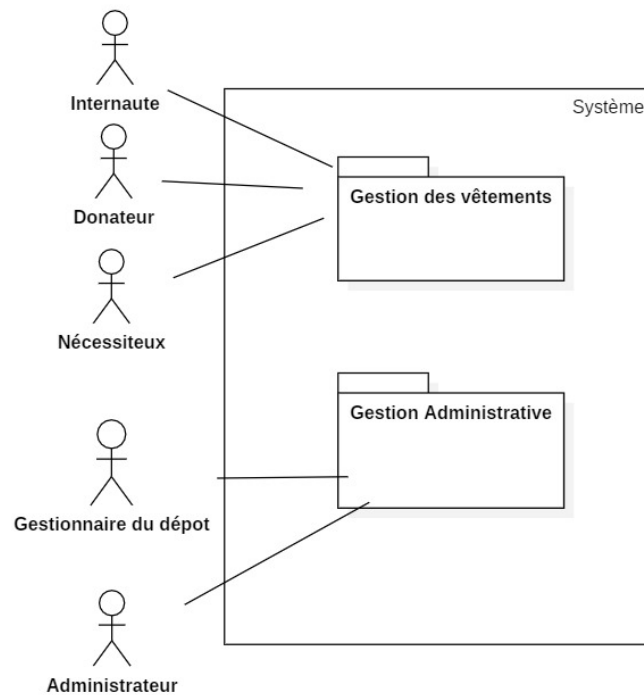 Internaute
Système
Donateur
Gestion des vêtements
Nécessiteux
Gestion Administrative
Gestionnaire du dépot
Administrateur